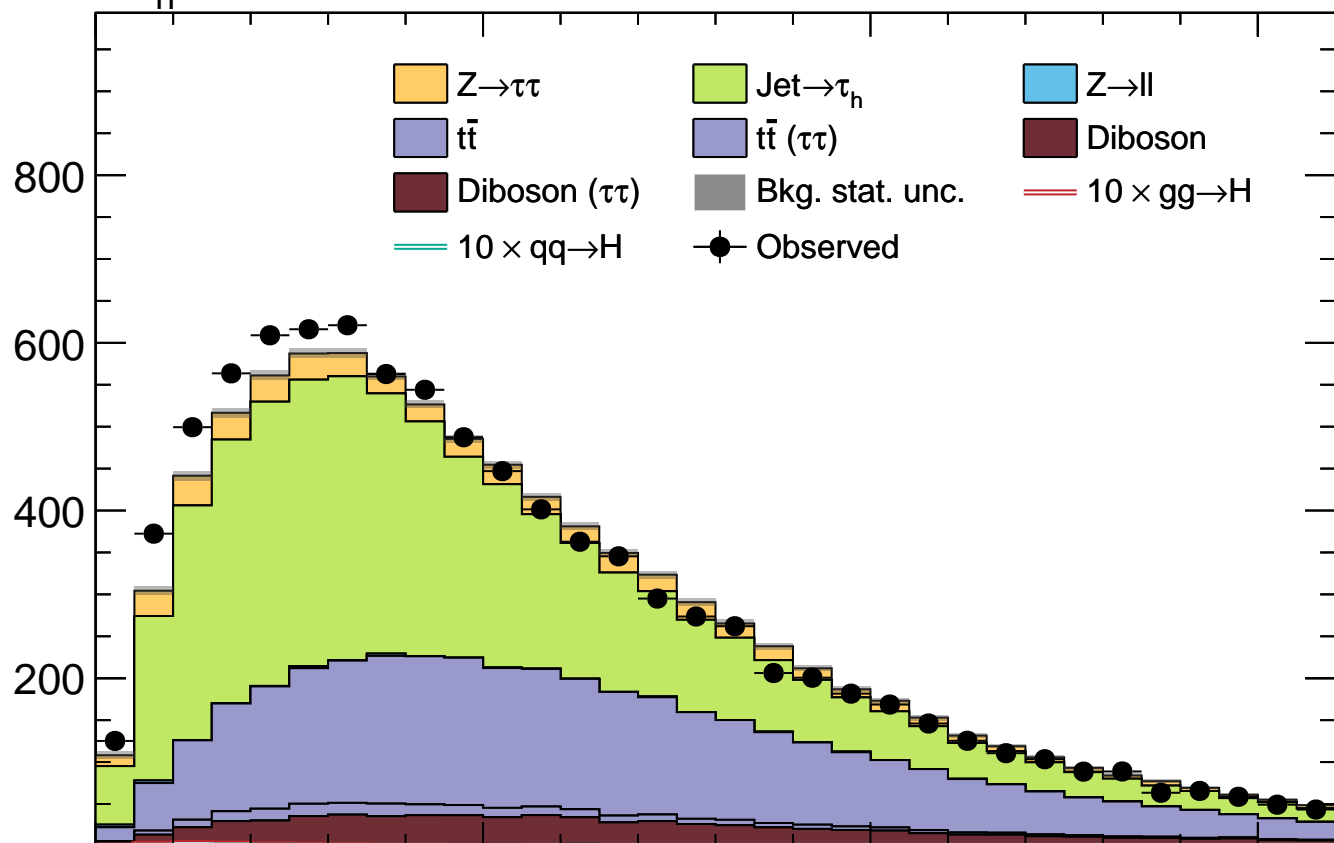 Z→ττ Jet→τh Z→ll
tt̄ tt̄ (ττ) Diboson
Diboson (ττ) Bkg. stat. unc. 10 × gg→H
10 × qq→H Observed
800
600
400
200